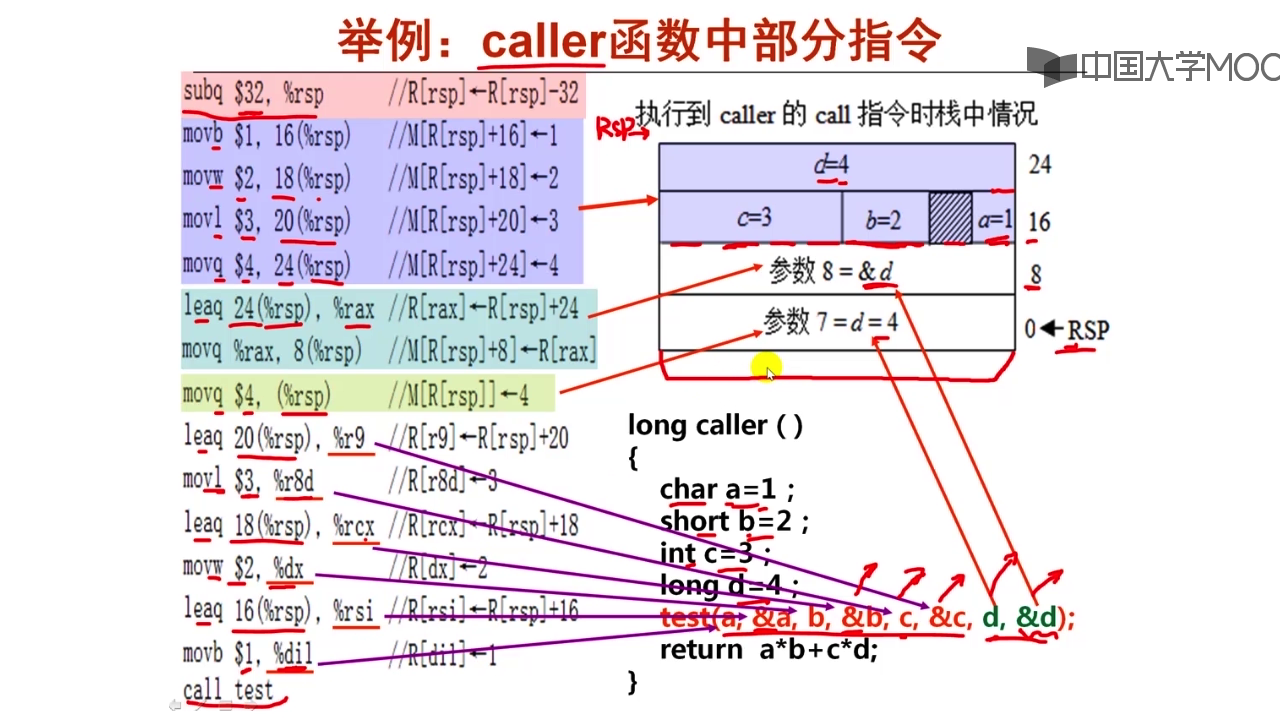 举例：caller函数中部分指令
中国大学MOO
subq $32, %rsp //R[rsp]←R[rsp]-32
movb $1, 16(%rsp) //M[R[rsp]+16]←1
movw $2, 18(%rsp) //M[R[rsp]+18]←2
movl $3, 20(%rsp) //M[R[rsp]+20]←3
movq $4, 24(%rsp) //M[R[rsp]+24]←4
leaq 24(%rsp), %rax //R[rax]←R[rsp]+24
movq %rax, 8(%rsp) //M[R[rsp]+8]←R[rax]
movq $4, (%rsp) //M[R[rsp]]←4
leaq 20(%rsp), %r9 //R[r9]←R[rsp]+20
movl $3, %r8d //R[r8d]←3
leaq 18(%rsp), %rcx //R[rcx]←R[rsp]+18
movw $2, %dx //R[dx]←2
leaq 16(%rsp), %rsi //R[rsi]←R[rsp]+16
movb $1, %dil //R[dil]←1
call test
执行到 caller 的 call 指令时栈中情况
Rsp→
d=4 24
c=3 b=2 a=1 16
参数 8 = &d 8
参数 7 = d = 4 0←RSP
long caller ( )
{
char a=1 ;
short b=2 ;
int c=3 ;
long d=4 ;
test(a, &a, b, &b, c, &c, d, &d);
return a*b+c*d;
}